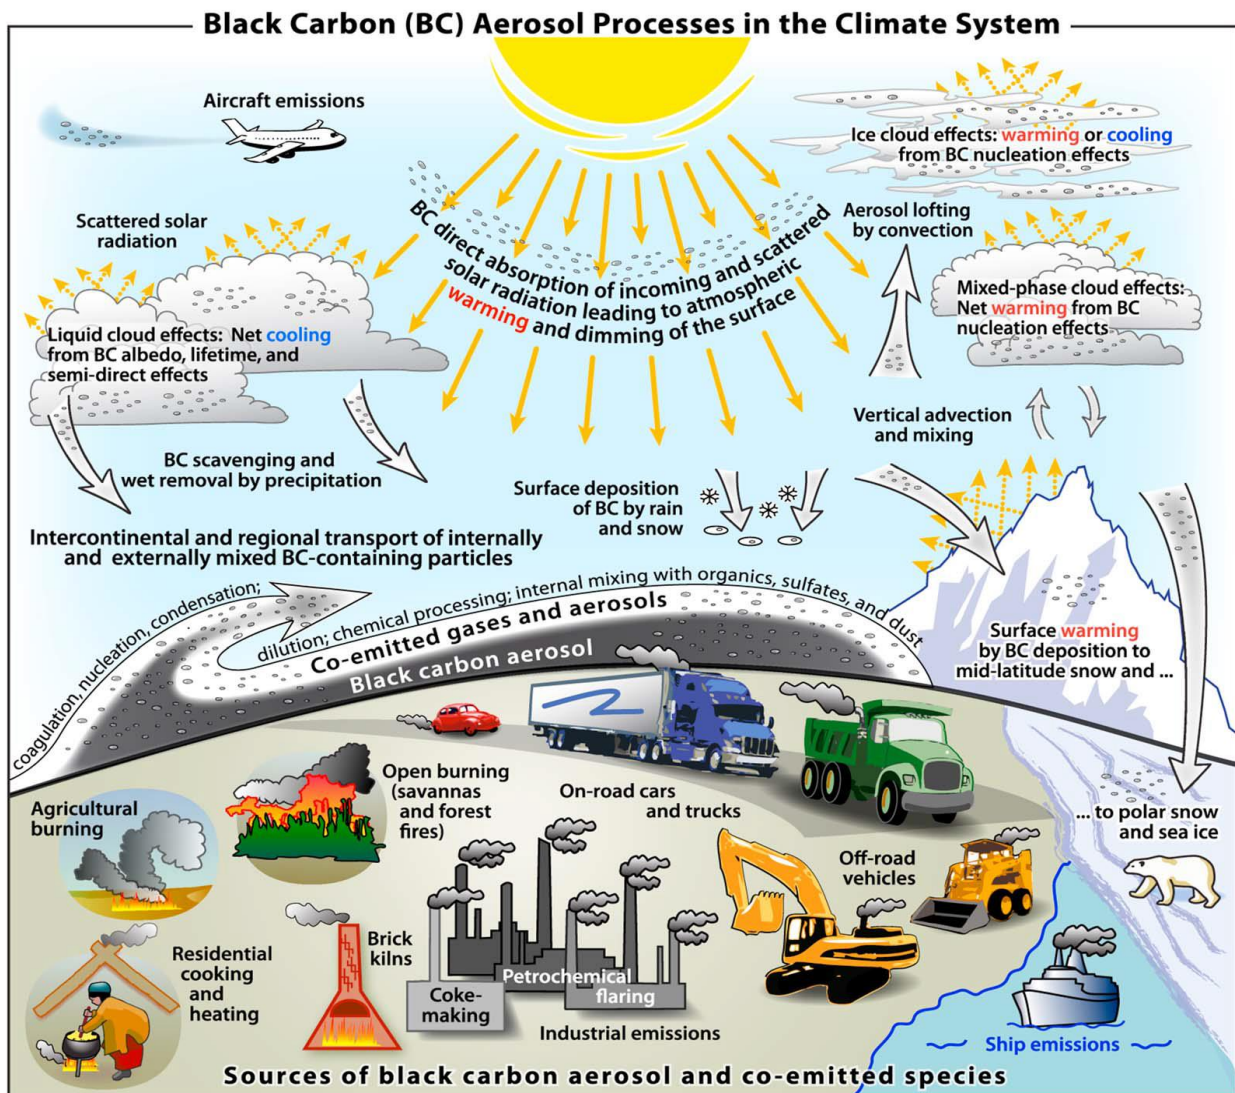 Black Carbon (BC) Aerosol Processes in the Climate System
Aircraft emissions
Ice cloud effects: warming or cooling
from BC nucleation effects
Scattered solar
radiation
BC direct absorption of incoming and scattered
solar radiation leading to atmospheric
warming and dimming of the surface
Aerosol lofting
by convection
Mixed-phase cloud effects:
Net warming from BC
nucleation effects
Liquid cloud effects: Net cooling
from BC albedo, lifetime, and
semi-direct effects
Vertical advection
and mixing
BC scavenging and
wet removal by precipitation
Surface deposition
of BC by rain
and snow
Intercontinental and regional transport of internally
and externally mixed BC-containing particles
coagulation, nucleation, condensation;
dilution; chemical processing; internal mixing with organics, sulfates, and dust
Co-emitted gases and aerosols
Black carbon aerosol
Surface warming
by BC deposition to
mid-latitude snow and ...
... to polar snow
and sea ice
Agricultural
burning
Open burning
(savannas
and forest
fires)
On-road cars
and trucks
Off-road
vehicles
Residential
cooking
and
heating
Brick
kilns
Coke-
making
Petrochemical
flaring
Industrial emissions
Ship emissions
Sources of black carbon aerosol and co-emitted species